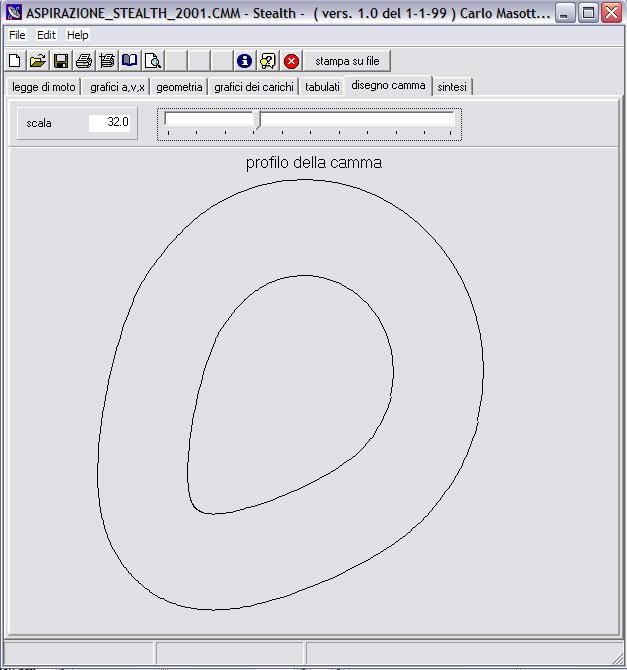 ASPIRAZIONE_STEALTH_2001.CMM - Stealth - ( vers. 1.0 del 1-1-99 ) Carlo Masott...
File Edit Help
stampa su file
legge di moto grafici a,v,x geometria grafici dei carichi tabulati disegno camma sintesi
scala 32.0
profilo della camma